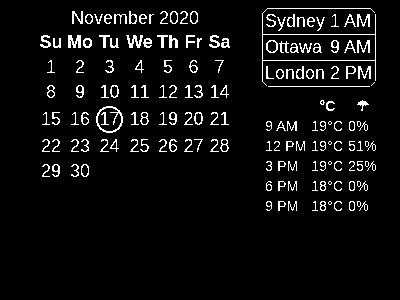 November 2020
Su Mo Tu We Th Fr Sa
1 2 3 4 5 6 7
8 9 10 11 12 13 14
15 16 17 18 19 20 21
22 23 24 25 26 27 28
29 30
Sydney 1 AM
Ottawa 9 AM
London 2 PM
°C ☂
9 AM 19°C 0%
12 PM 19°C 51%
3 PM 19°C 25%
6 PM 18°C 0%
9 PM 18°C 0%